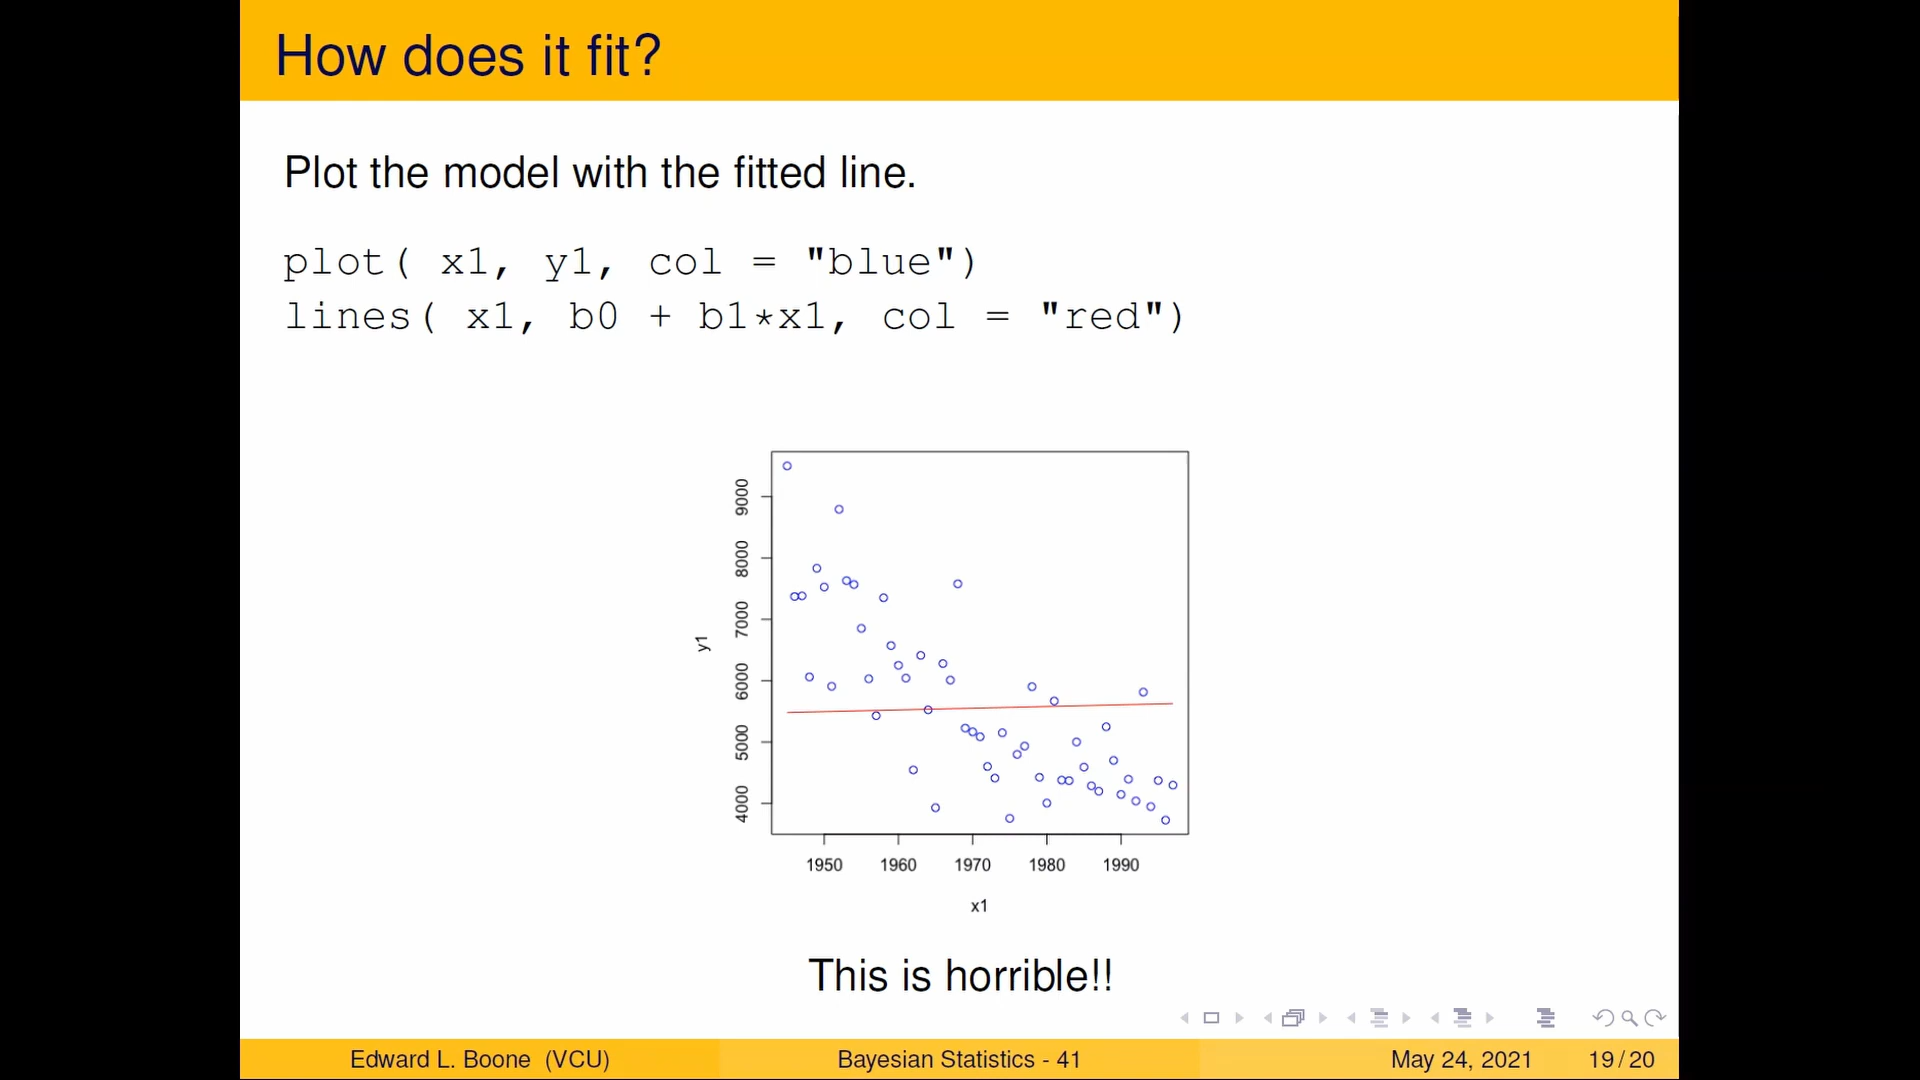 How does it fit?
Plot the model with the fitted line.
plot( x1, y1, col = "blue")
lines( x1, b0 + b1*x1, col = "red")
9000
8000
7000
6000
5000
4000
y1
1950 1960 1970 1980 1990
x1
This is horrible!!
Edward L. Boone (VCU) Bayesian Statistics - 41 May 24, 2021 19/20